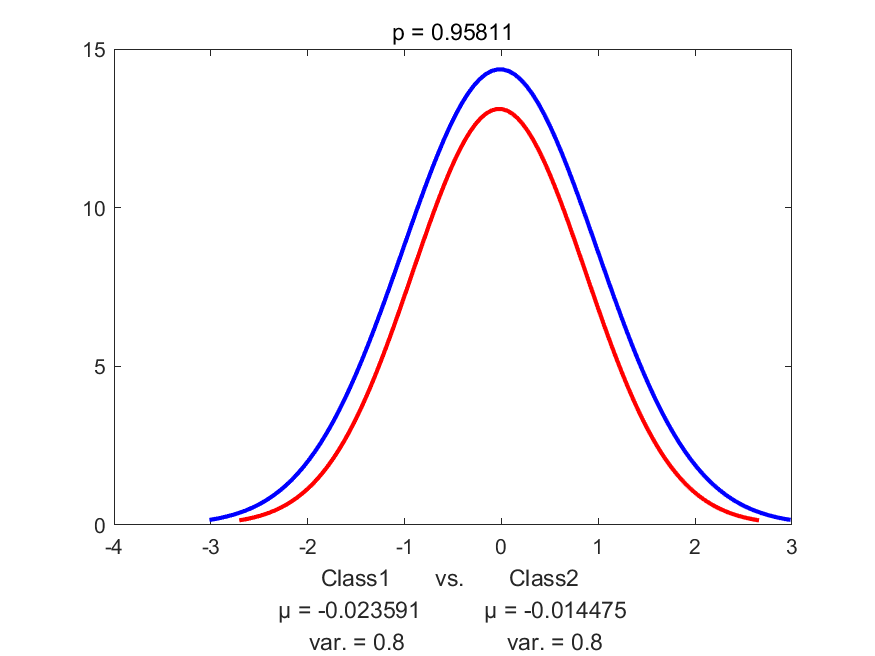 p = 0.95811
15
10
5
0
-4 -3 -2 -1 0 1 2 3
Class1 vs. Class2
μ = -0.023591 μ = -0.014475
var. = 0.8 var. = 0.8